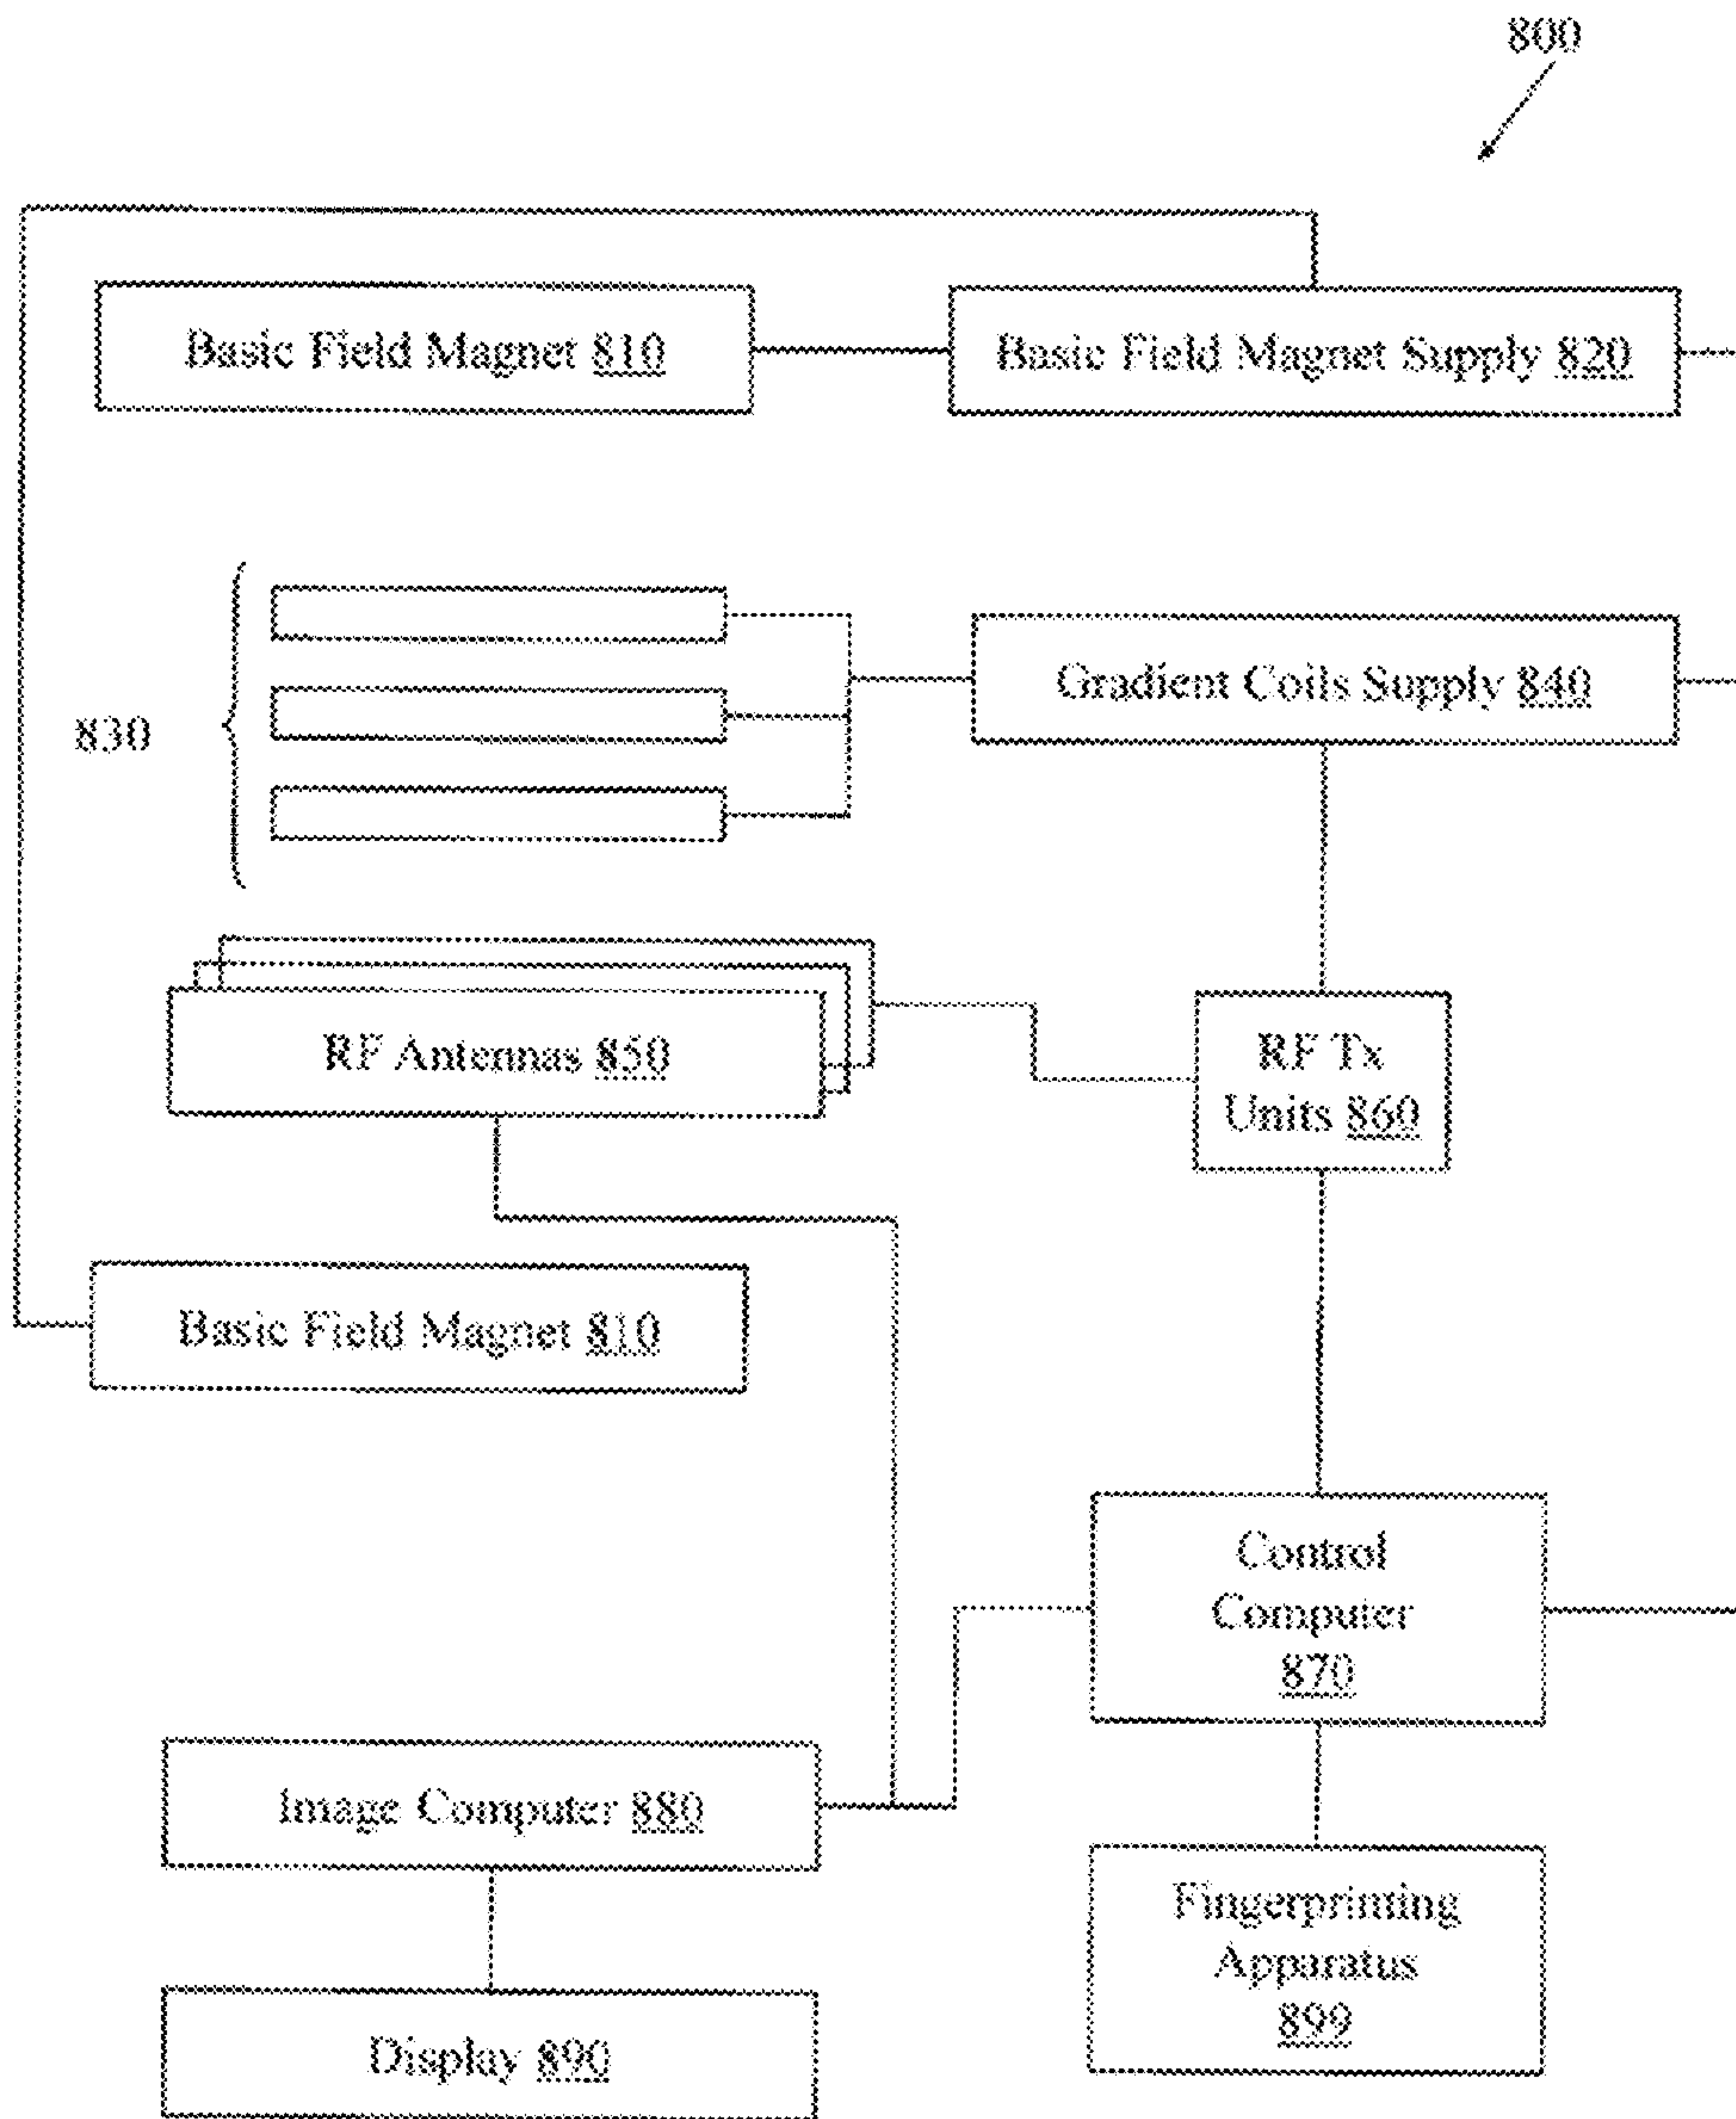 800
Basic Field Magnet 810
Basic Field Magnet Supply 820
830
Gradient Coils Supply 840
RF Antennas 850
RF Tx
Units 860
Basic Field Magnet 810
Control
Computer
870
Image Computer 880
Fingerprinting
Apparatus
899
Display 890